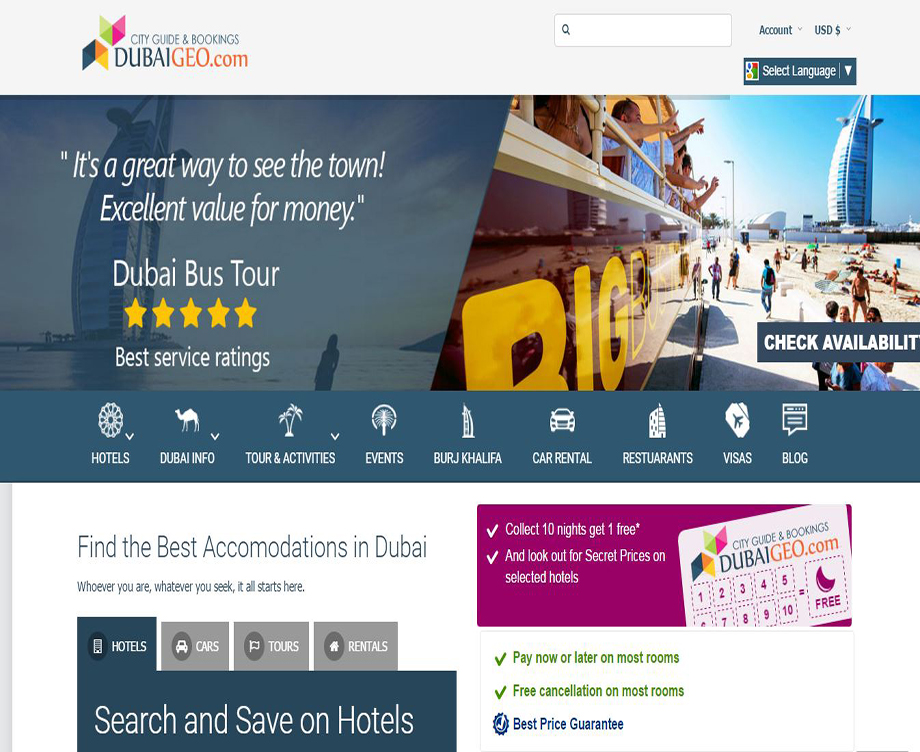 CITY GUIDE & BOOKINGS
DUBAIGEO.com
Account
USD $
Select Language
" It's a great way to see the town!
Excellent value for money."
Dubai Bus Tour
Best service ratings
BIGBUS
CHECK AVAILABILIT
HOTELS
DUBAI INFO
TOUR & ACTIVITIES
EVENTS
BURJ KHALIFA
CAR RENTAL
RESTUARANTS
VISAS
BLOG
Find the Best Accomodations in Dubai
Whoever you are, whatever you seek, it all starts here.
HOTELS
CARS
TOURS
RENTALS
Search and Save on Hotels
Collect 10 nights get 1 free*
And look out for Secret Prices on
selected hotels
CITY GUIDE & BOOKINGS
DUBAIGEO.com
1 2 3 4 5
6 7 8 9 10
=
FREE
Pay now or later on most rooms
Free cancellation on most rooms
Best Price Guarantee